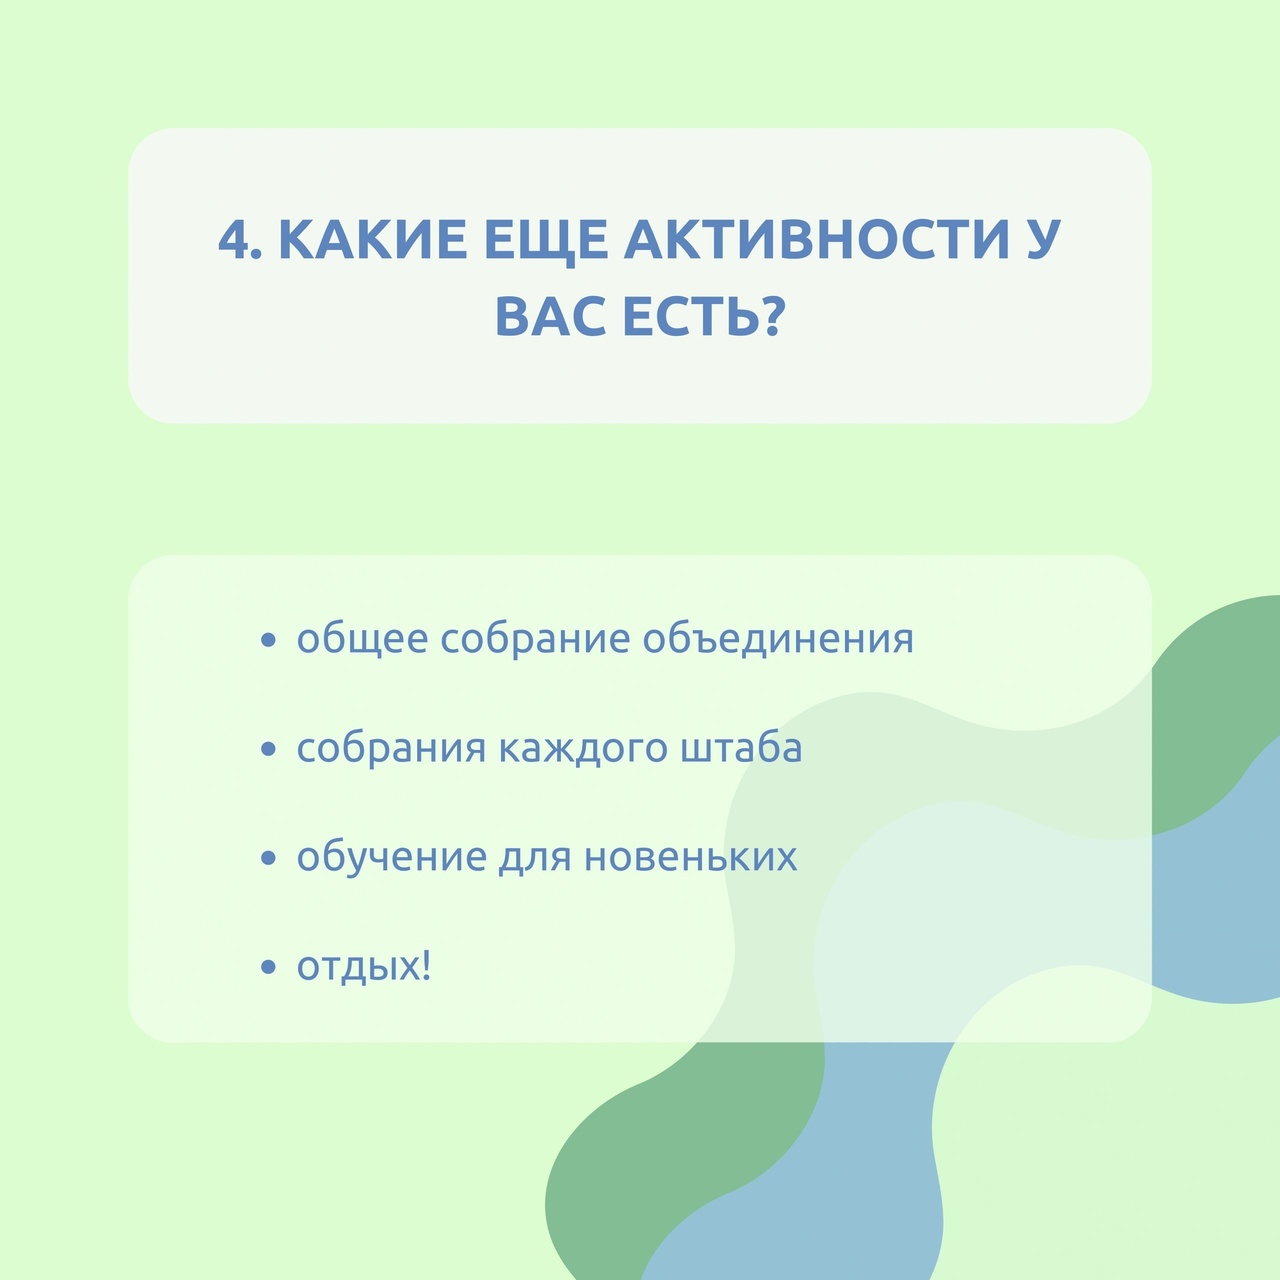 4. КАКИЕ ЕЩЕ АКТИВНОСТИ У
ВАС ЕСТЬ?
• общее собрание объединения
• собрания каждого штаба
• обучение для новеньких
• отдых!